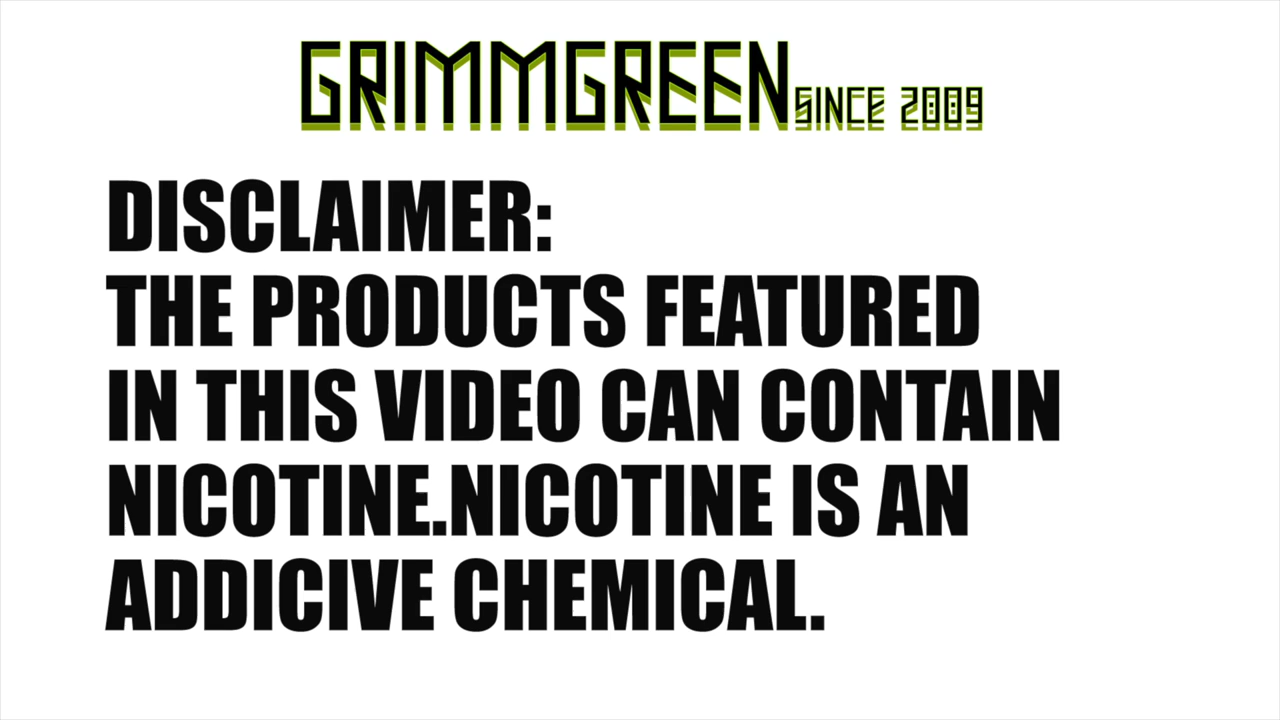 GRIMMGREEN SINCE 2009
DISCLAIMER:
THE PRODUCTS FEATURED
IN THIS VIDEO CAN CONTAIN
NICOTINE.NICOTINE IS AN
ADDICIVE CHEMICAL.